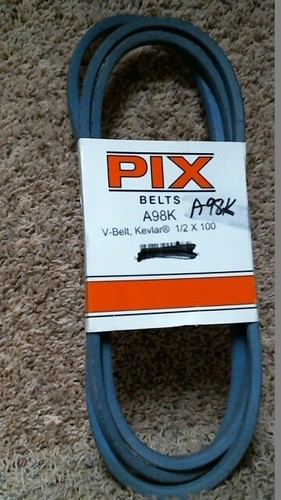 PIX
BELTS
A98K A98K
V-Belt, Kevlar® 1/2 X 100